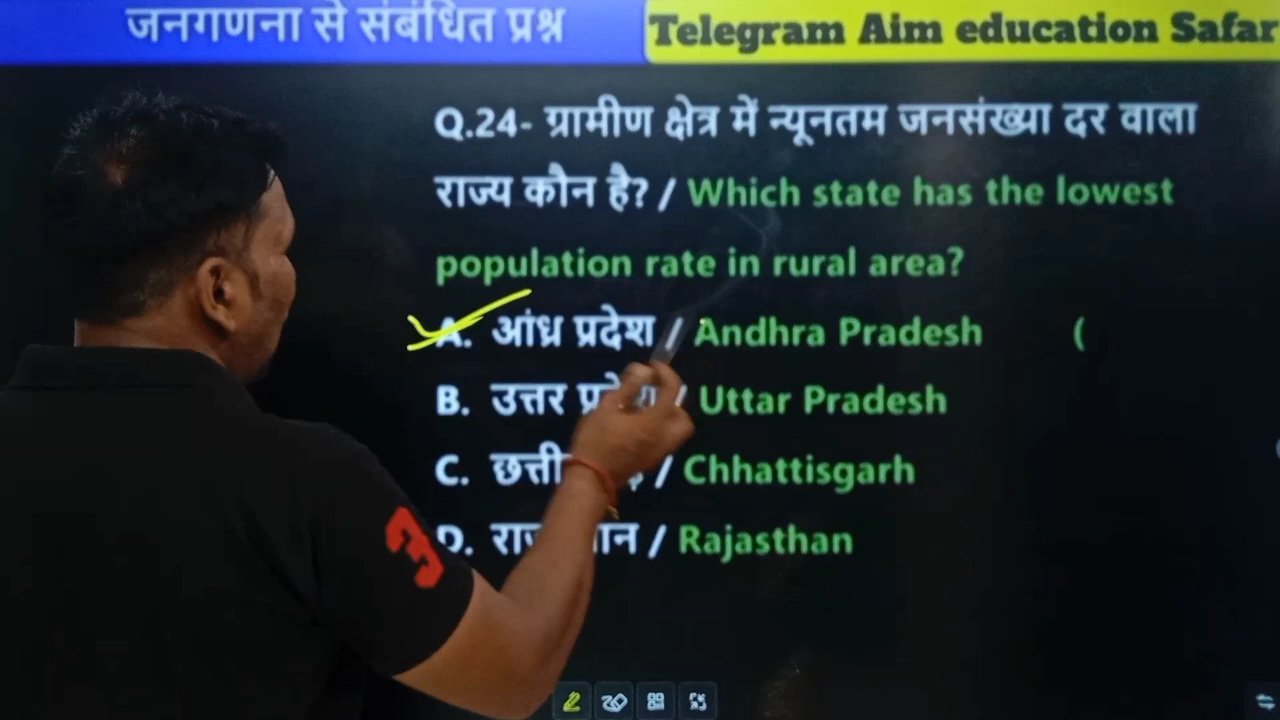 जनगणना से संबंधित प्रश्न
Telegram Aim education Safar
Q.24- ग्रामीण क्षेत्र में न्यूनतम जनसंख्या दर वाला
राज्य कौन है? / Which state has the lowest
population rate in rural area?
A. आंध्र प्रदेश / Andhra Pradesh (
B. उत्तर / Uttar Pradesh
C. / Chhattisgarh
D. / Rajasthan
3